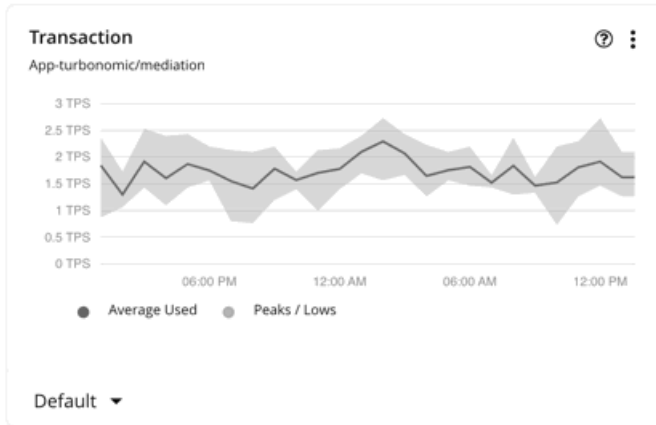 Transaction
App-turbonomic/mediation
3 TPS
2.5 TPS
2 TPS
1.5 TPS
1 TPS
0.5 TPS
0 TPS
06:00 PM 12:00 AM 06:00 AM 12:00 PM
Average Used Peaks / Lows
Default